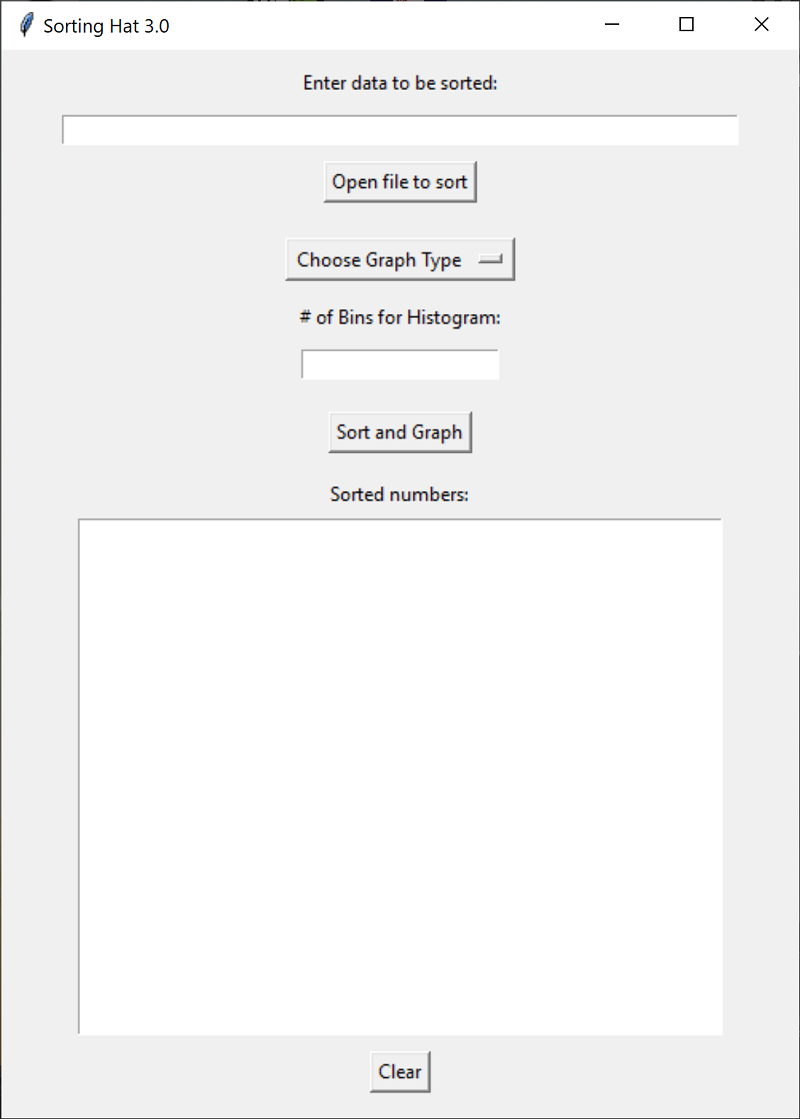 Sorting Hat 3.0
Enter data to be sorted:
Open file to sort
Choose Graph Type
# of Bins for Histogram:
Sort and Graph
Sorted numbers:
Clear